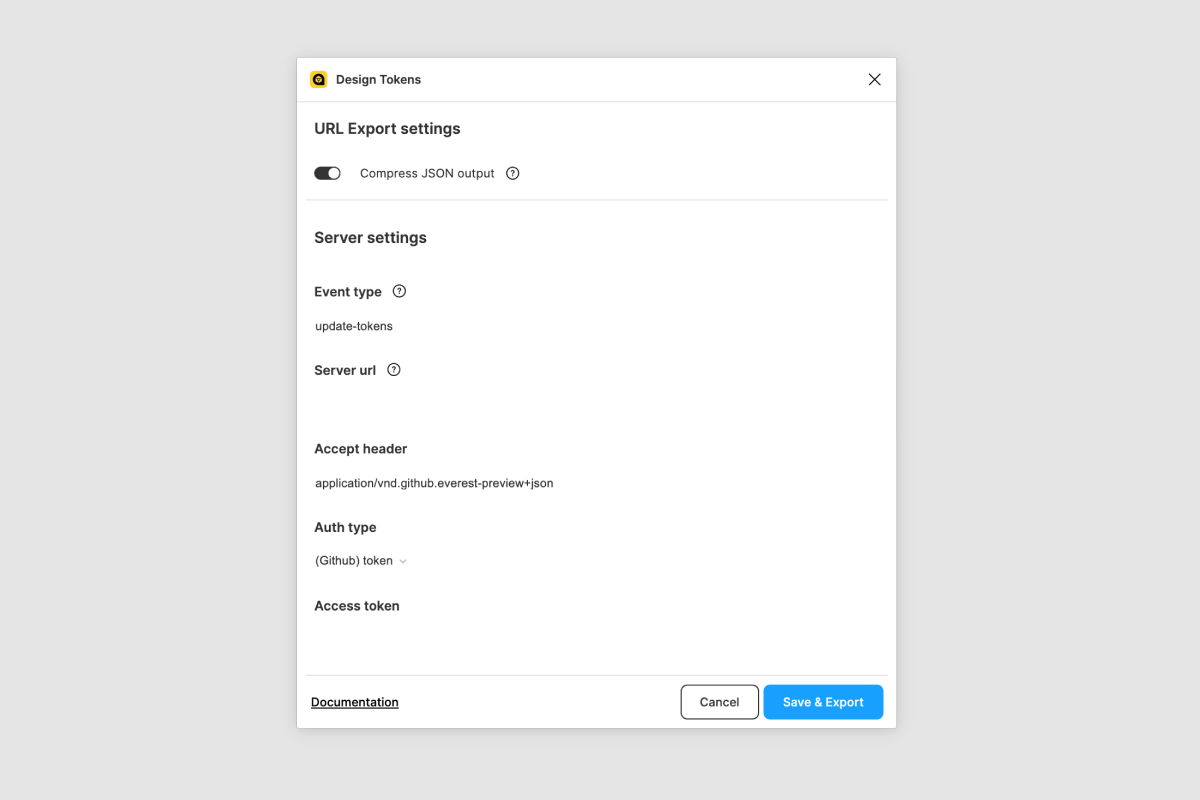 Design Tokens
URL Export settings
Compress JSON output ?
Server settings
Event type ?
update-tokens
Server url ?
Accept header
application/vnd.github.everest-preview+json
Auth type
(Github) token
Access token
Documentation Cancel Save & Export